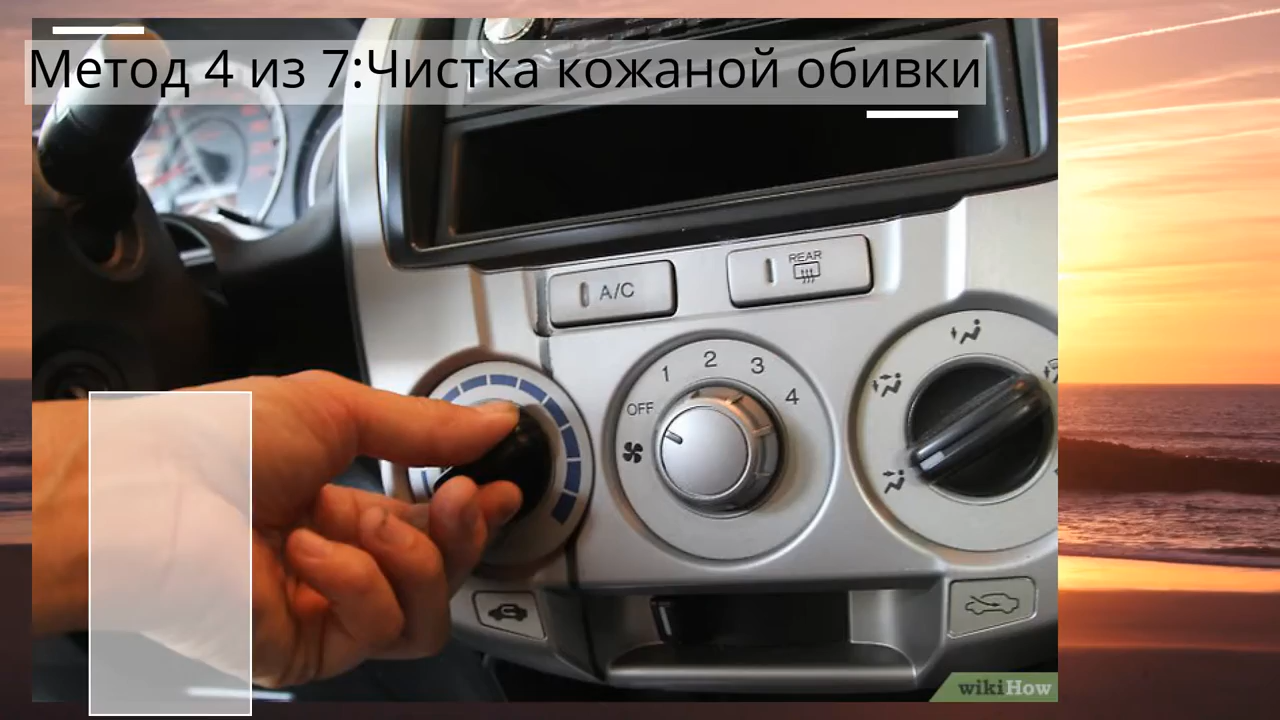 Метод 4 из 7:Чистка кожаной обивки
A/C
REAR
OFF 1 2 3 4
wikiHow